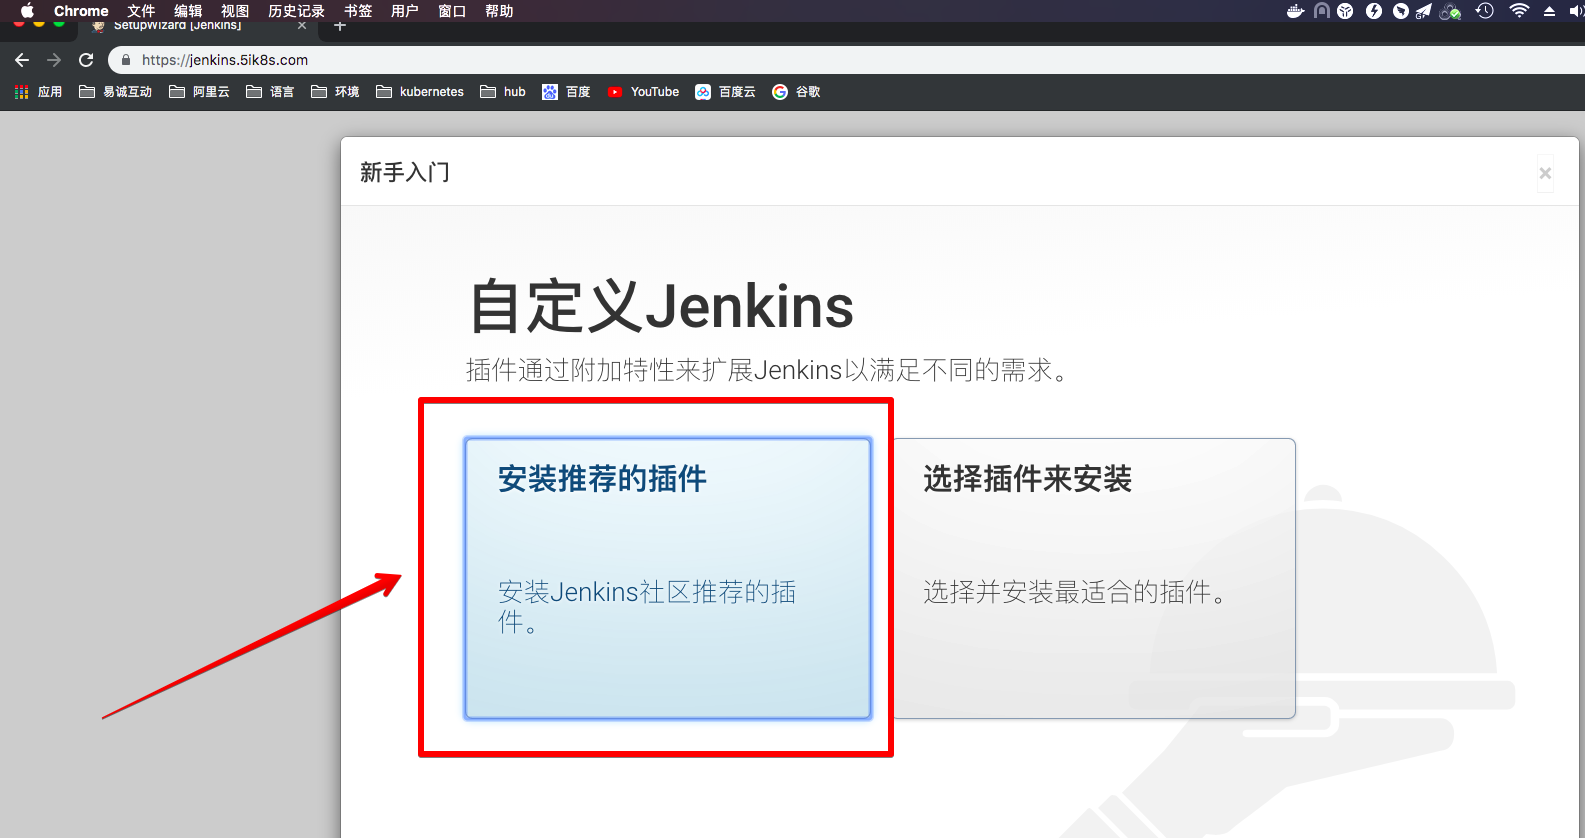 Chrome 文件 编辑 视图 历史记录 书签 用户 窗口 帮助
SetupWizard [Jenkins]
https://jenkins.5ik8s.com
应用 易诚互动 阿里云 语言 环境 kubernetes hub 百度 YouTube 百度云 谷歌
新手入门
自定义Jenkins
插件通过附加特性来扩展Jenkins以满足不同的需求。
安装推荐的插件
安装Jenkins社区推荐的插
件。
选择插件来安装
选择并安装最适合的插件。